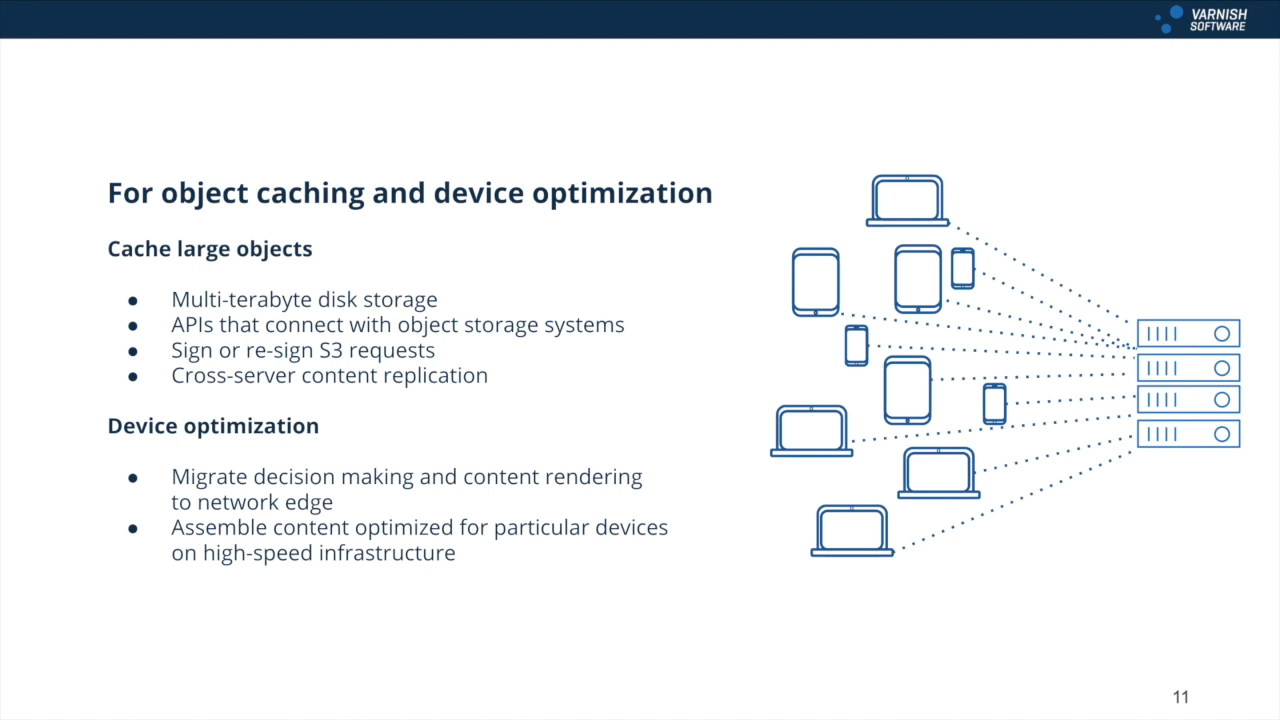 VARNISH
SOFTWARE
For object caching and device optimization
Cache large objects
● Multi-terabyte disk storage
● APIs that connect with object storage systems
● Sign or re-sign S3 requests
● Cross-server content replication
Device optimization
● Migrate decision making and content rendering
to network edge
● Assemble content optimized for particular devices
on high-speed infrastructure
11